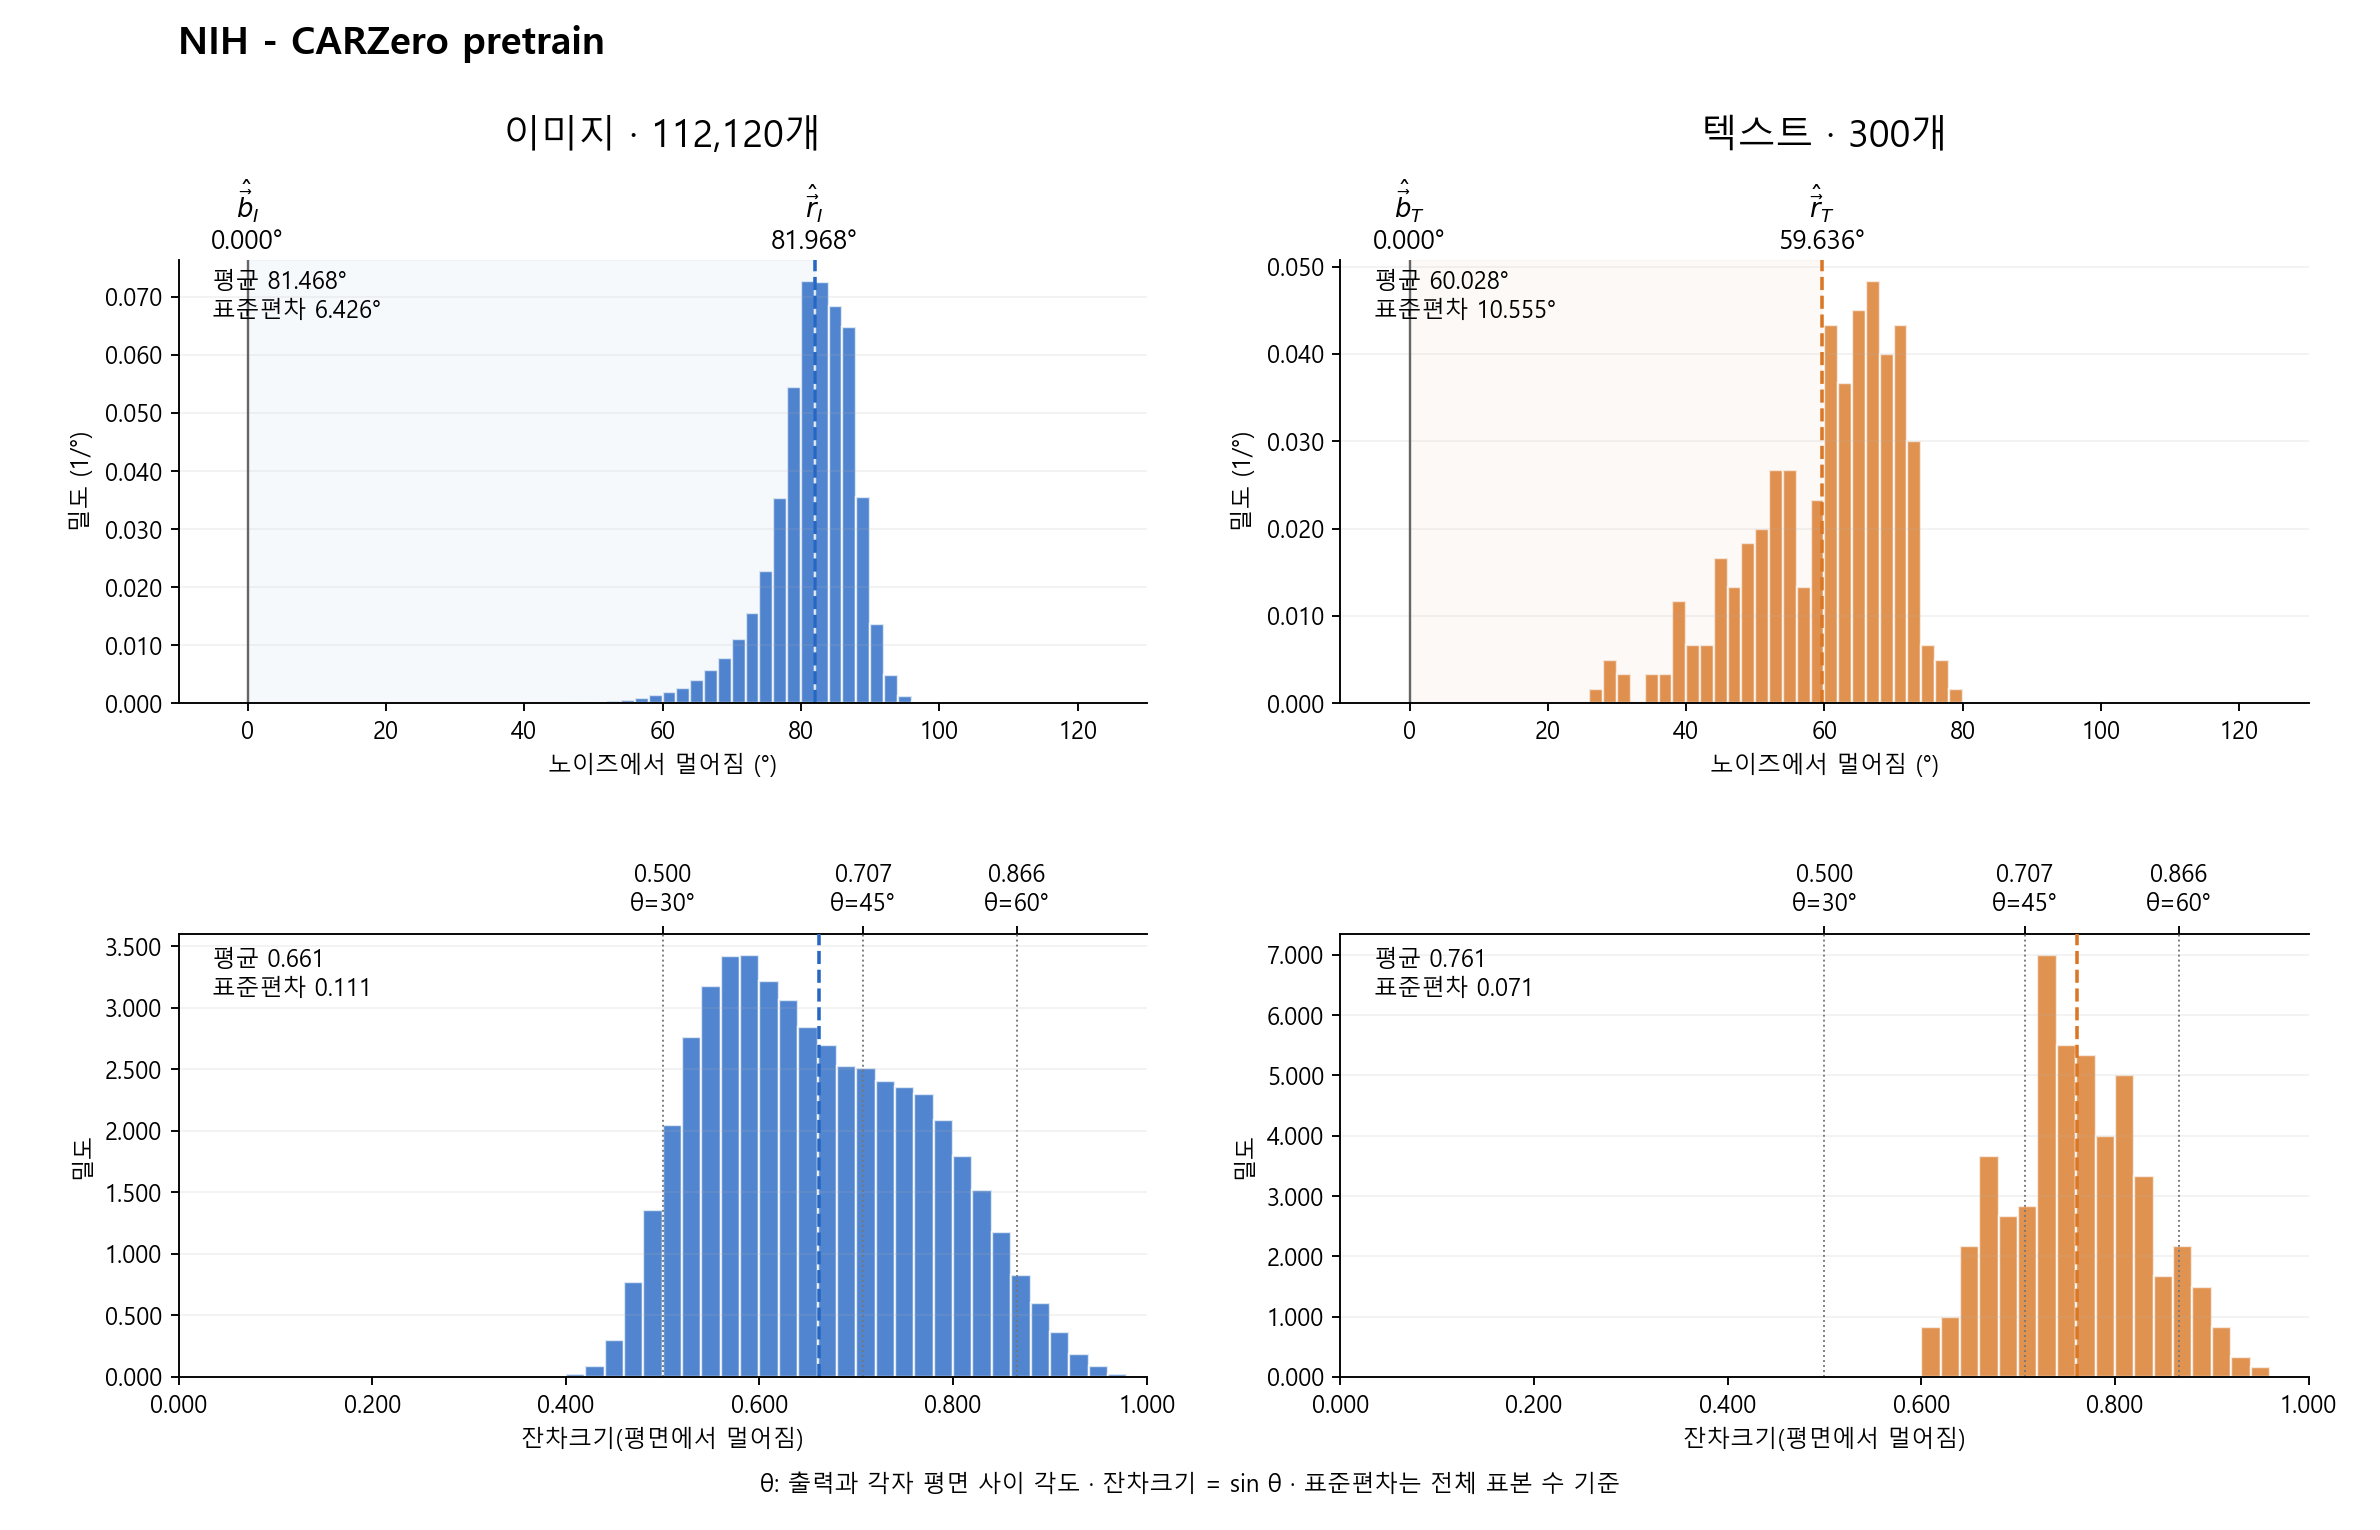 NIH - CARZero pretrain
이미지 · 112,120개
b̂⃗_I
r̂⃗_I
0.000°
81.968°
평균 81.468°
표준편차 6.426°
밀도 (1/°)
0.070
0.060
0.050
0.040
0.030
0.020
0.010
0.000
0 20 40 60 80 100 120
노이즈에서 멀어짐 (°)
텍스트 · 300개
b̂⃗_T
r̂⃗_T
0.000°
59.636°
평균 60.028°
표준편차 10.555°
밀도 (1/°)
0.050
0.040
0.030
0.020
0.010
0.000
0 20 40 60 80 100 120
노이즈에서 멀어짐 (°)
0.500 0.707 0.866
θ=30° θ=45° θ=60°
평균 0.661
표준편차 0.111
밀도
3.500
3.000
2.500
2.000
1.500
1.000
0.500
0.000
0.000 0.200 0.400 0.600 0.800 1.000
잔차크기(평면에서 멀어짐)
0.500 0.707 0.866
θ=30° θ=45° θ=60°
평균 0.761
표준편차 0.071
밀도
7.000
6.000
5.000
4.000
3.000
2.000
1.000
0.000
0.000 0.200 0.400 0.600 0.800 1.000
잔차크기(평면에서 멀어짐)
θ: 출력과 각자 평면 사이 각도 · 잔차크기 = sin θ · 표준편차는 전체 표본 수 기준